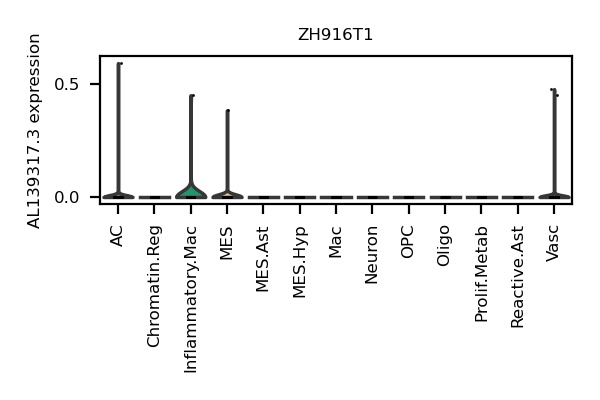 ZH916T1
AL139317.3 expression
0.5
0.0
AC
Chromatin.Reg
Inflammatory.Mac
MES
MES.Ast
MES.Hyp
Mac
Neuron
OPC
Oligo
Prolif.Metab
Reactive.Ast
Vasc